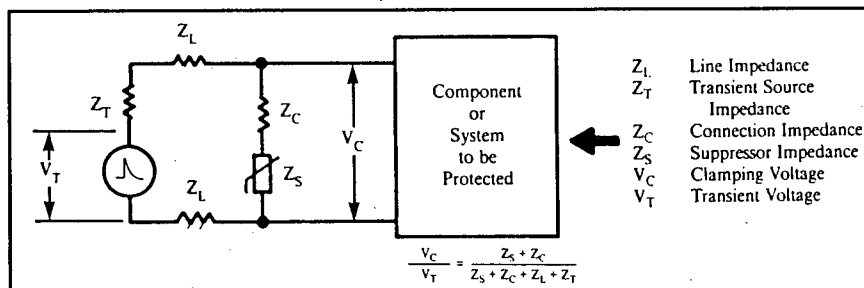 Z_L
Z_T
Z_C
V_C
V_T
Z_S
Z_L
Component
or
System
to be
Protected
Z_L Line Impedance
Z_T Transient Source
Impedance
Z_C Connection Impedance
Z_S Suppressor Impedance
V_C Clamping Voltage
V_T Transient Voltage
V_C / V_T = Z_S + Z_C / Z_S + Z_C + Z_L + Z_T